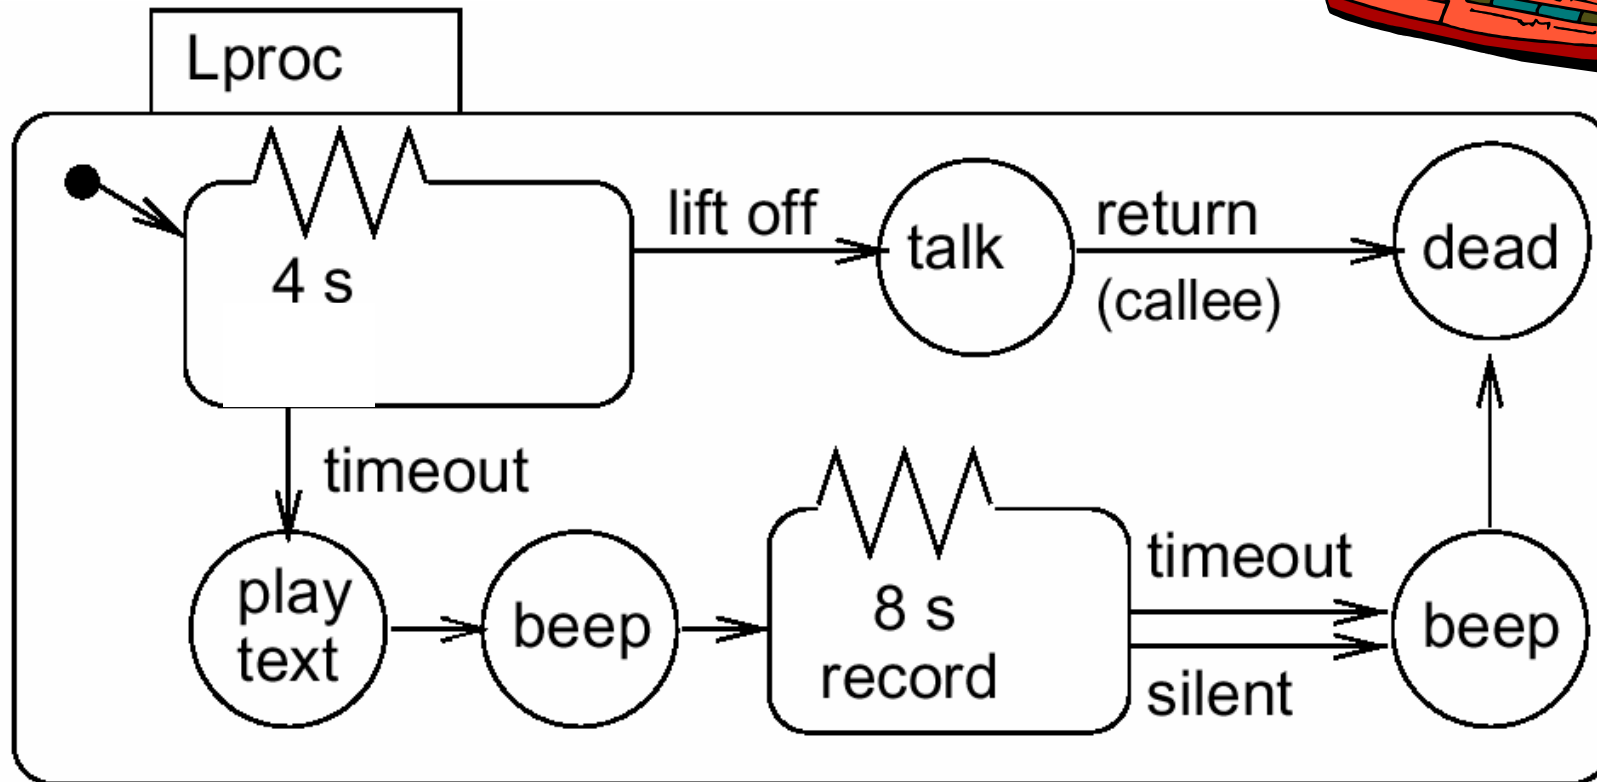 Lproc
4 s
lift off
talk
return
(callee)
dead
timeout
play
text
beep
8 s
record
timeout
silent
beep